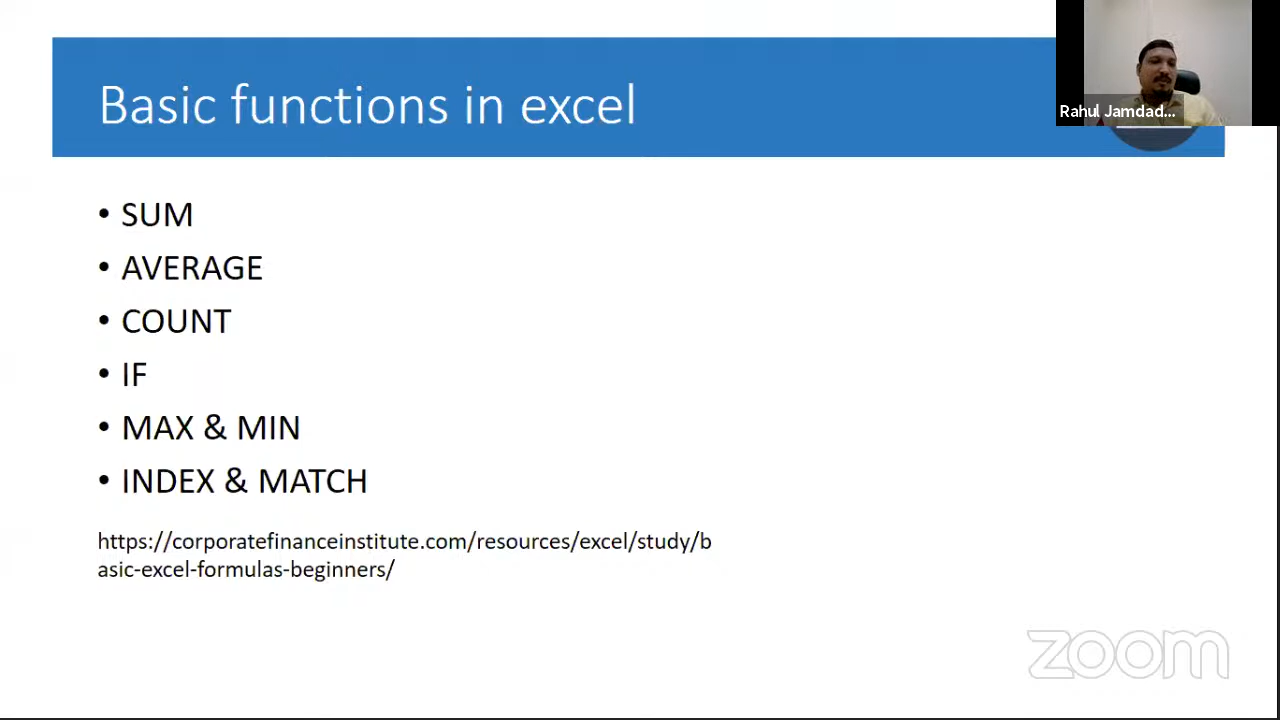 Basic functions in excel
Rahul Jamdad...
• SUM
• AVERAGE
• COUNT
• IF
• MAX & MIN
• INDEX & MATCH
https://corporatefinanceinstitute.com/resources/excel/study/b
asic-excel-formulas-beginners/
zoom